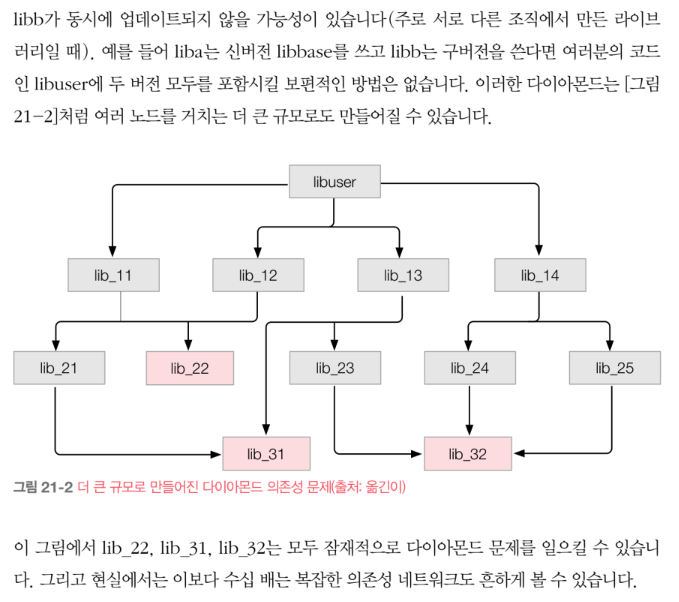 libb가 동시에 업데이트되지 않을 가능성이 있습니다(주로 서로 다른 조직에서 만든 라이브
러리일 때). 예를 들어 liba는 신버전 libbase를 쓰고 libb는 구버전을 쓴다면 여러분의 코드
인 libuser에 두 버전 모두를 포함시킬 보편적인 방법은 없습니다. 이러한 다이아몬드는 [그림
21-2]처럼 여러 노드를 거치는 더 큰 규모로도 만들어질 수 있습니다.
libuser
lib_11
lib_12
lib_13
lib_14
lib_21
lib_22
lib_23
lib_24
lib_25
lib_31
lib_32
그림 21-2 더 큰 규모로 만들어진 다이아몬드 의존성 문제(출처: 옮긴이)
이 그림에서 lib_22, lib_31, lib_32는 모두 잠재적으로 다이아몬드 문제를 일으킬 수 있습니
다. 그리고 현실에서는 이보다 수십 배는 복잡한 의존성 네트워크도 흔하게 볼 수 있습니다.